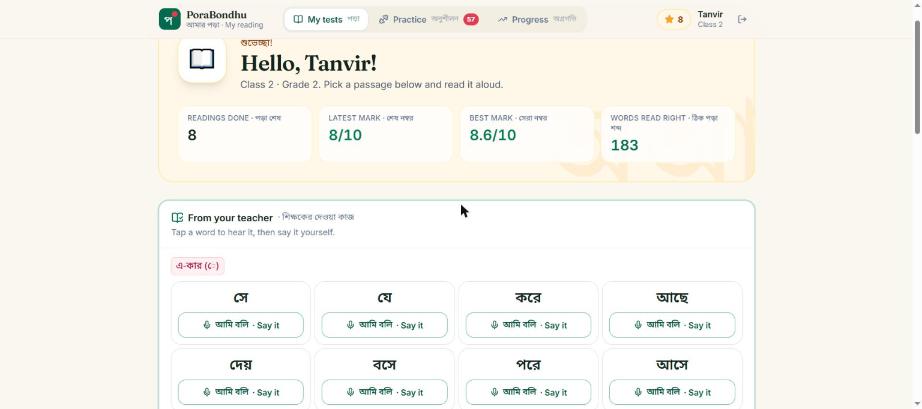 প PoraBondhu
আমার পড়া · My reading
My tests পড়া
Practice অনুশীলন 57
Progress অগ্রগতি
8
Tanvir
Class 2
শুভেচ্ছা!
Hello, Tanvir!
Class 2 · Grade 2. Pick a passage below and read it aloud.
READINGS DONE · পড়া শেষ
8
LATEST MARK · শেষ নম্বর
8/10
BEST MARK · সেরা নম্বর
8.6/10
WORDS READ RIGHT · ঠিক পড়া
শব্দ
183
From your teacher · শিক্ষকের দেওয়া কাজ
Tap a word to hear it, then say it yourself.
এ-কার (ে)
সে যে করে আছে
আমি বলি · Say it আমি বলি · Say it আমি বলি · Say it আমি বলি · Say it
দেয় বসে পরে আসে
আমি বলি · Say it আমি বলি · Say it আমি বলি · Say it আমি বলি · Say it